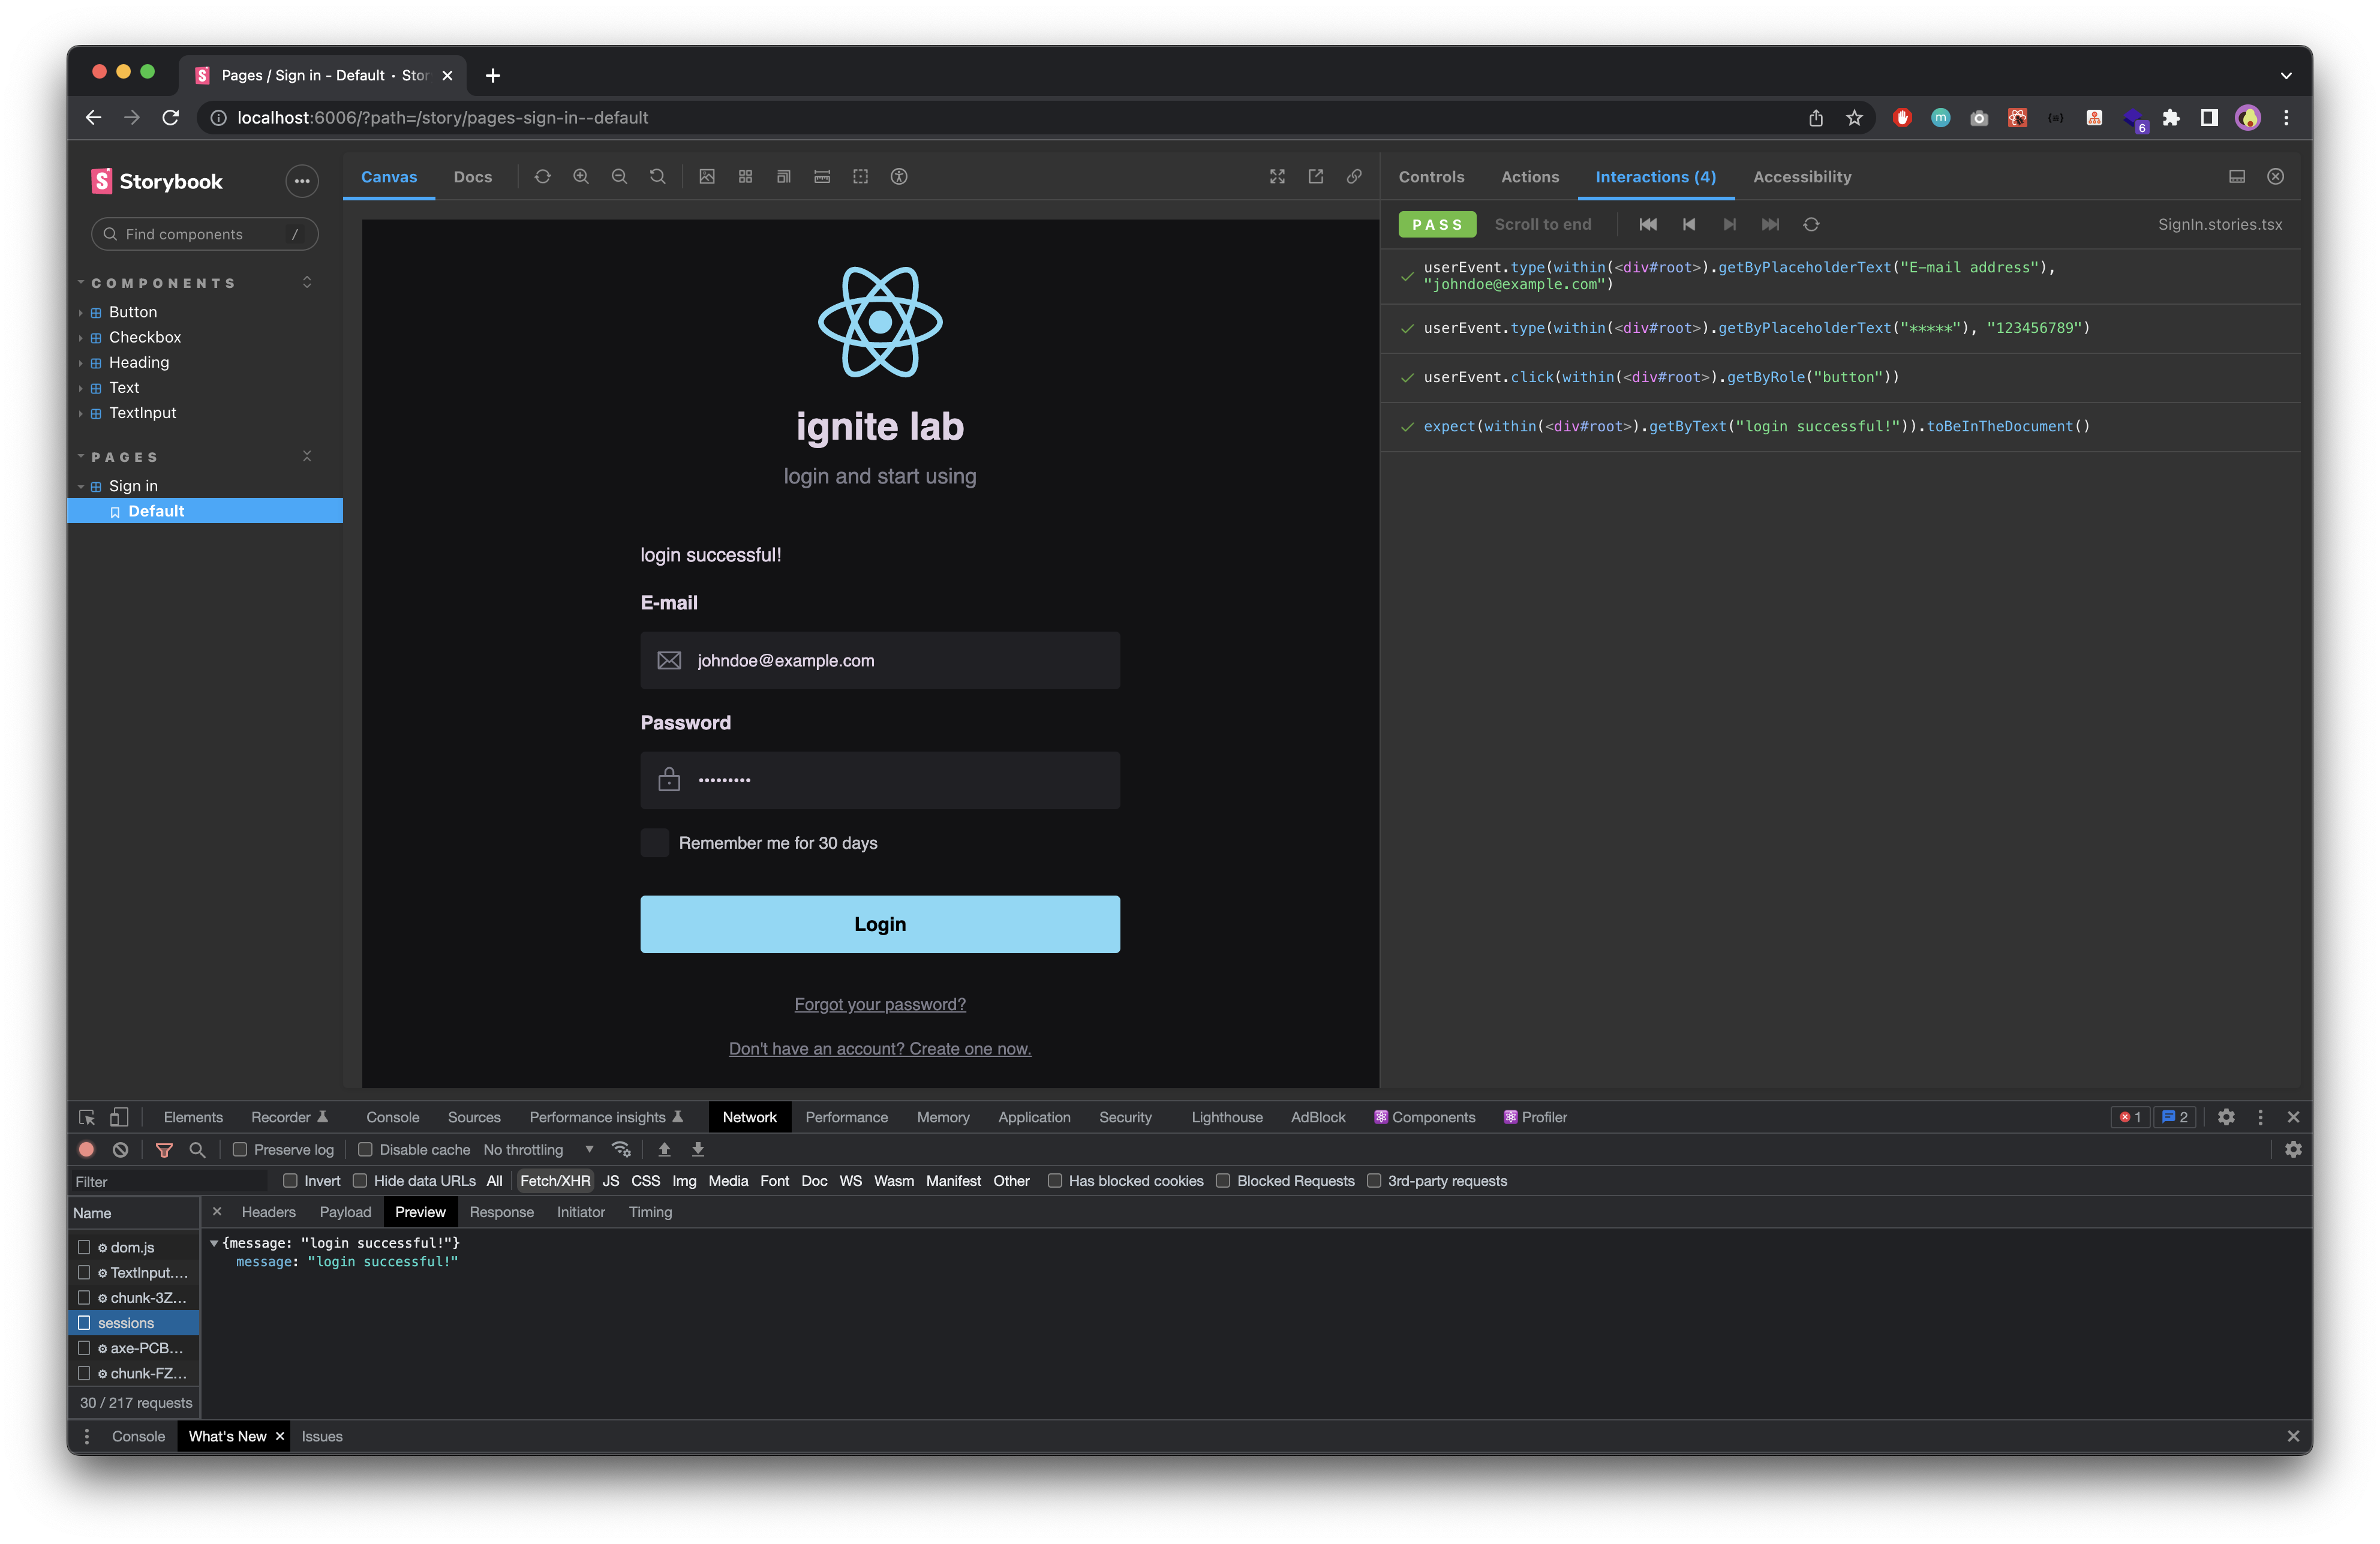 Pages / Sign in - Default · Stor
localhost:6006/?path=/story/pages-sign-in--default
6
Storybook
Find components /
COMPONENTS
Button
Checkbox
Heading
Text
TextInput
PAGES
Sign in
Default
Canvas Docs
ignite lab
login and start using
login successful!
E-mail
johndoe@example.com
Password
•••••••••
Remember me for 30 days
Login
Forgot your password?
Don't have an account? Create one now.
Controls Actions Interactions (4) Accessibility
PASS Scroll to end SignIn.stories.tsx
userEvent.type(within(<div#root>).getByPlaceholderText("E-mail address"),
"johndoe@example.com")
userEvent.type(within(<div#root>).getByPlaceholderText("*****"), "123456789")
userEvent.click(within(<div#root>).getByRole("button"))
expect(within(<div#root>).getByText("login successful!")).toBeInTheDocument()
Elements Recorder Console Sources Performance insights Network Performance Memory Application Security Lighthouse AdBlock Components Profiler 1 2
Preserve log Disable cache No throttling
Filter Invert Hide data URLs All Fetch/XHR JS CSS Img Media Font Doc WS Wasm Manifest Other Has blocked cookies Blocked Requests 3rd-party requests
Name
Headers Payload Preview Response Initiator Timing
dom.js
TextInput....
chunk-3Z...
sessions
axe-PCB...
chunk-FZ...
30 / 217 requests
{message: "login successful!"}
message: "login successful!"
Console What's New Issues